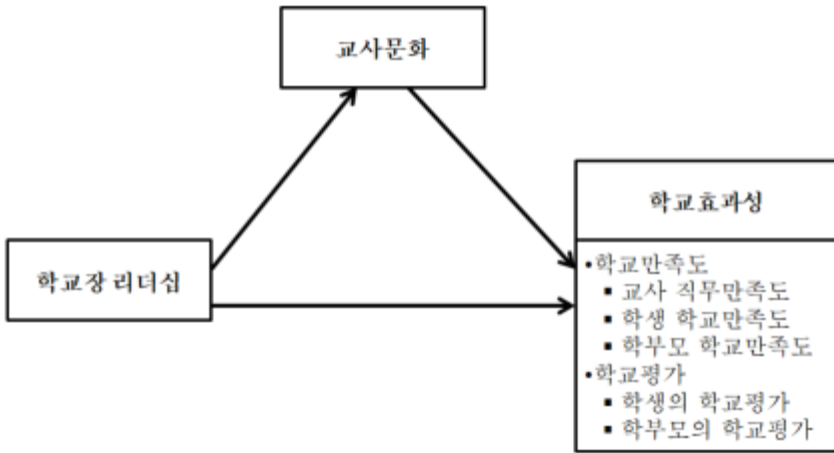 교사문화
학교효과성
학교장 리더십
•학교만족도
▪ 교사 직무만족도
▪ 학생 학교만족도
▪ 학부모 학교만족도
•학교평가
▪ 학생의 학교평가
▪ 학부모의 학교평가